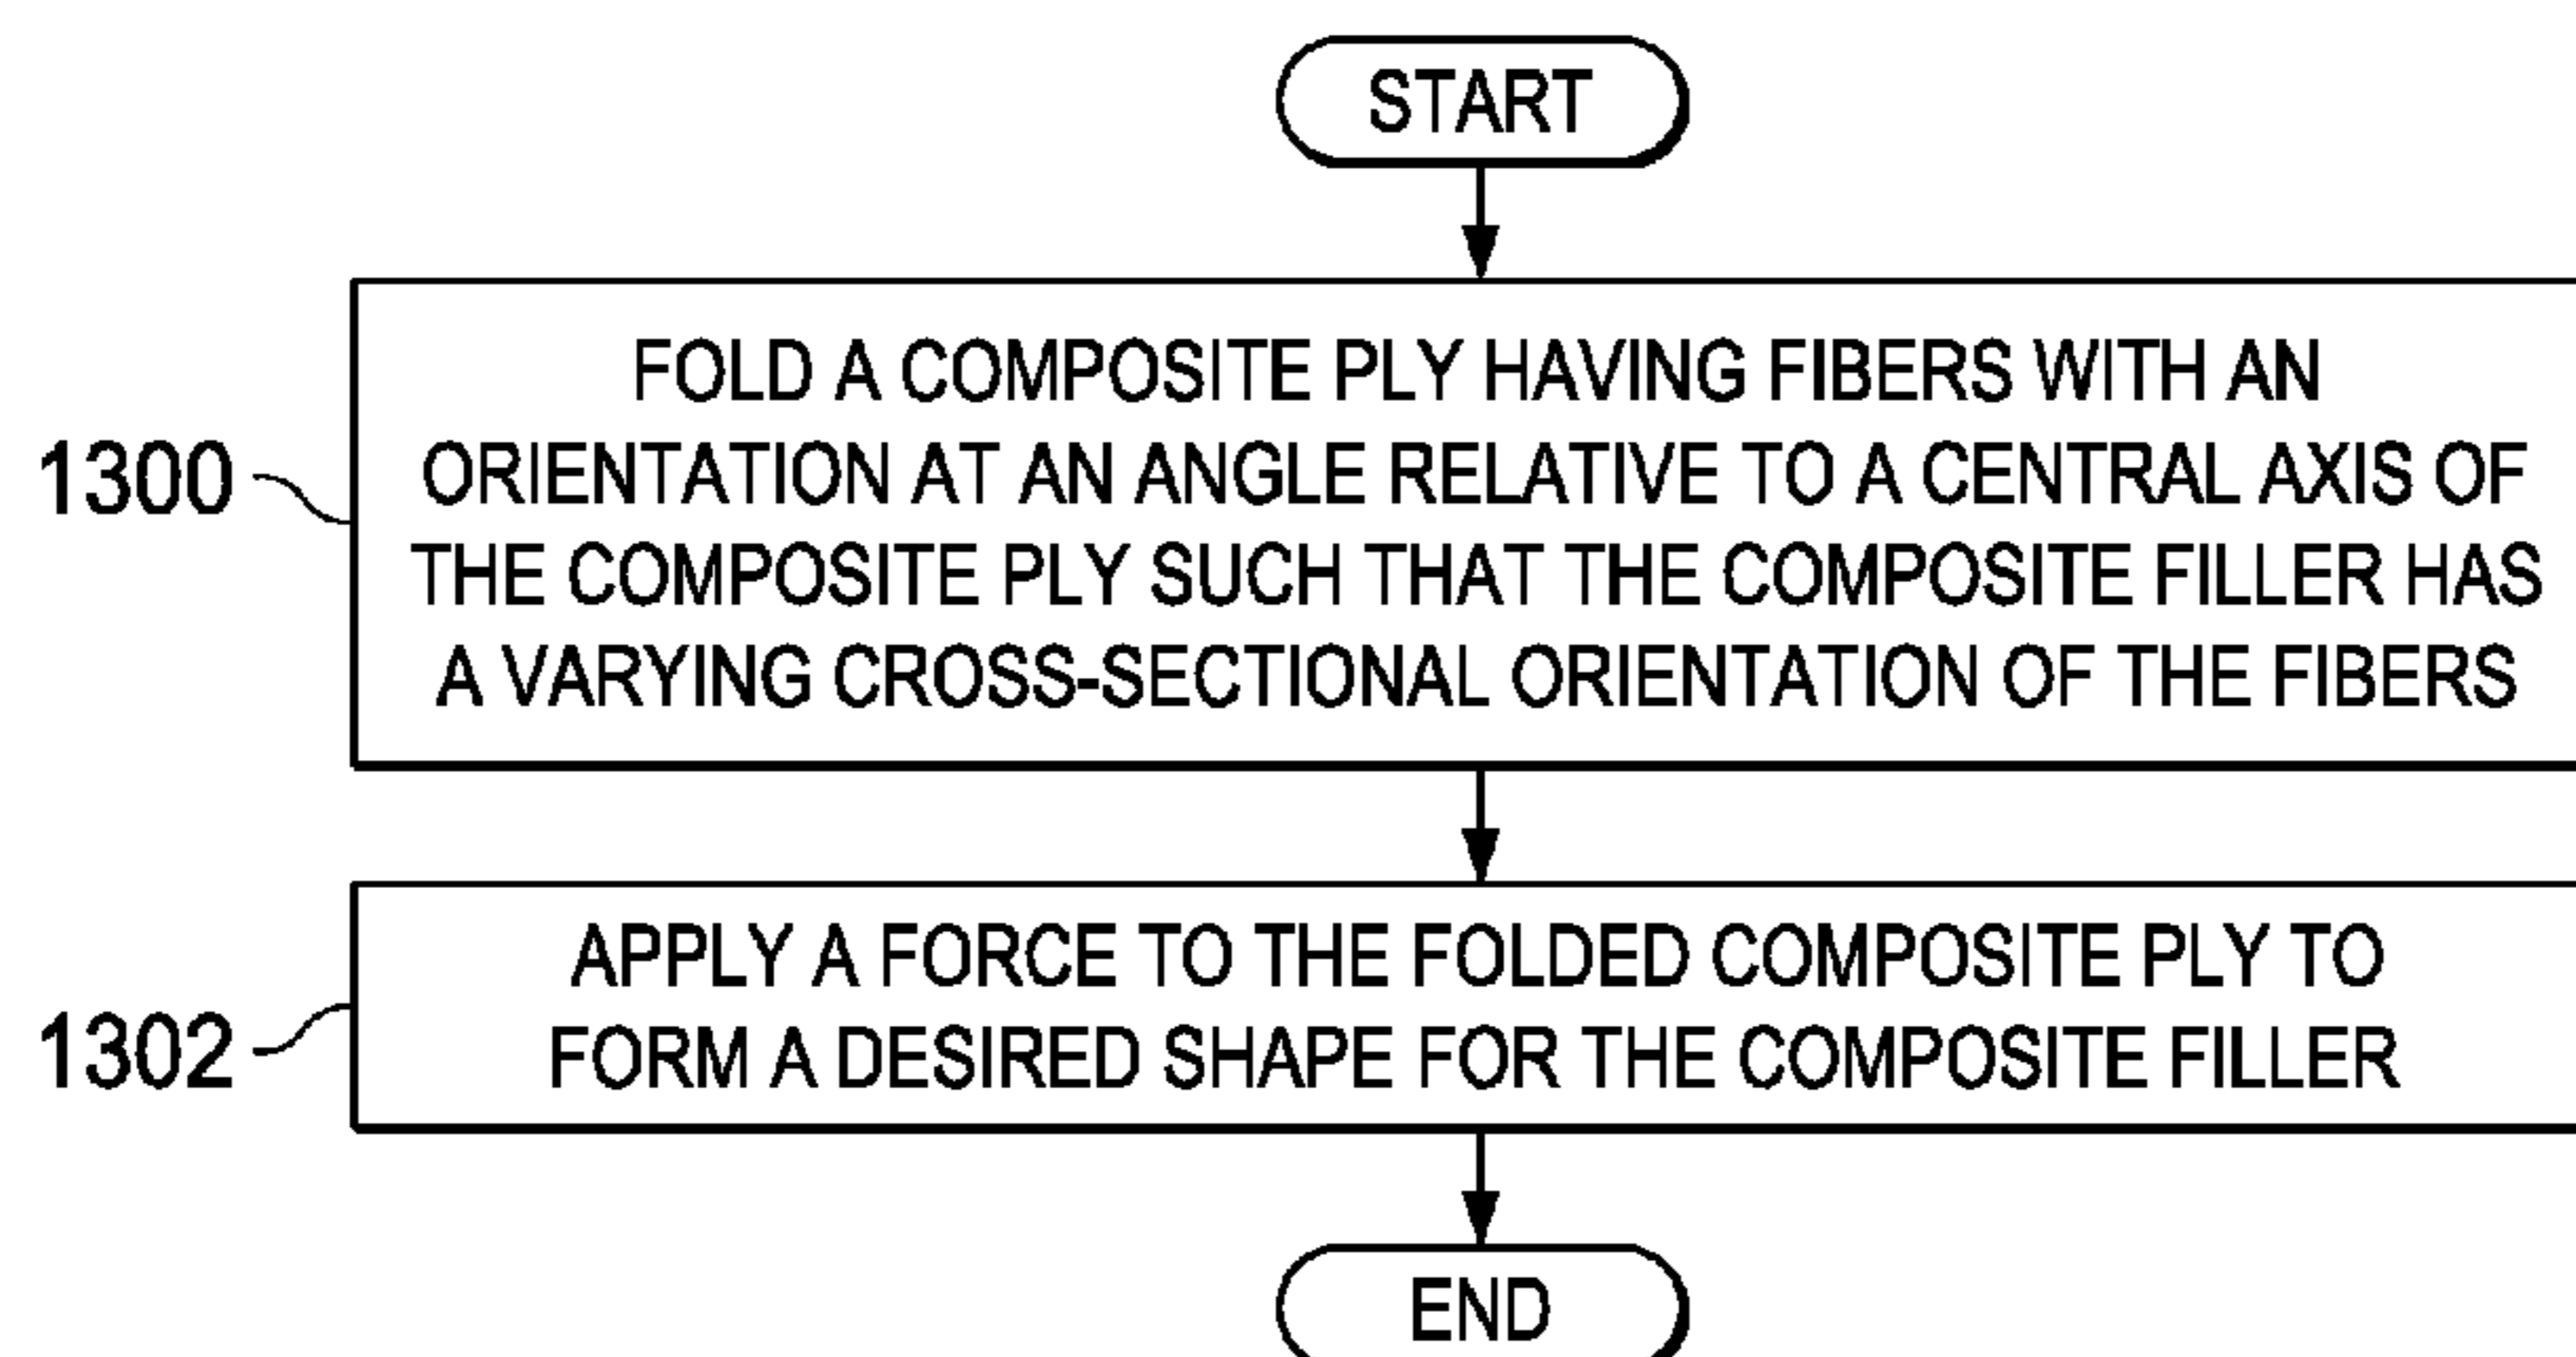 START
FOLD A COMPOSITE PLY HAVING FIBERS WITH AN
1300
ORIENTATION AT AN ANGLE RELATIVE TO A CENTRAL AXIS OF
THE COMPOSITE PLY SUCH THAT THE COMPOSITE FILLER HAS
A VARYING CROSS-SECTIONAL ORIENTATION OF THE FIBERS
APPLY A FORCE TO THE FOLDED COMPOSITE PLY TO
1302
FORM A DESIRED SHAPE FOR THE COMPOSITE FILLER
END